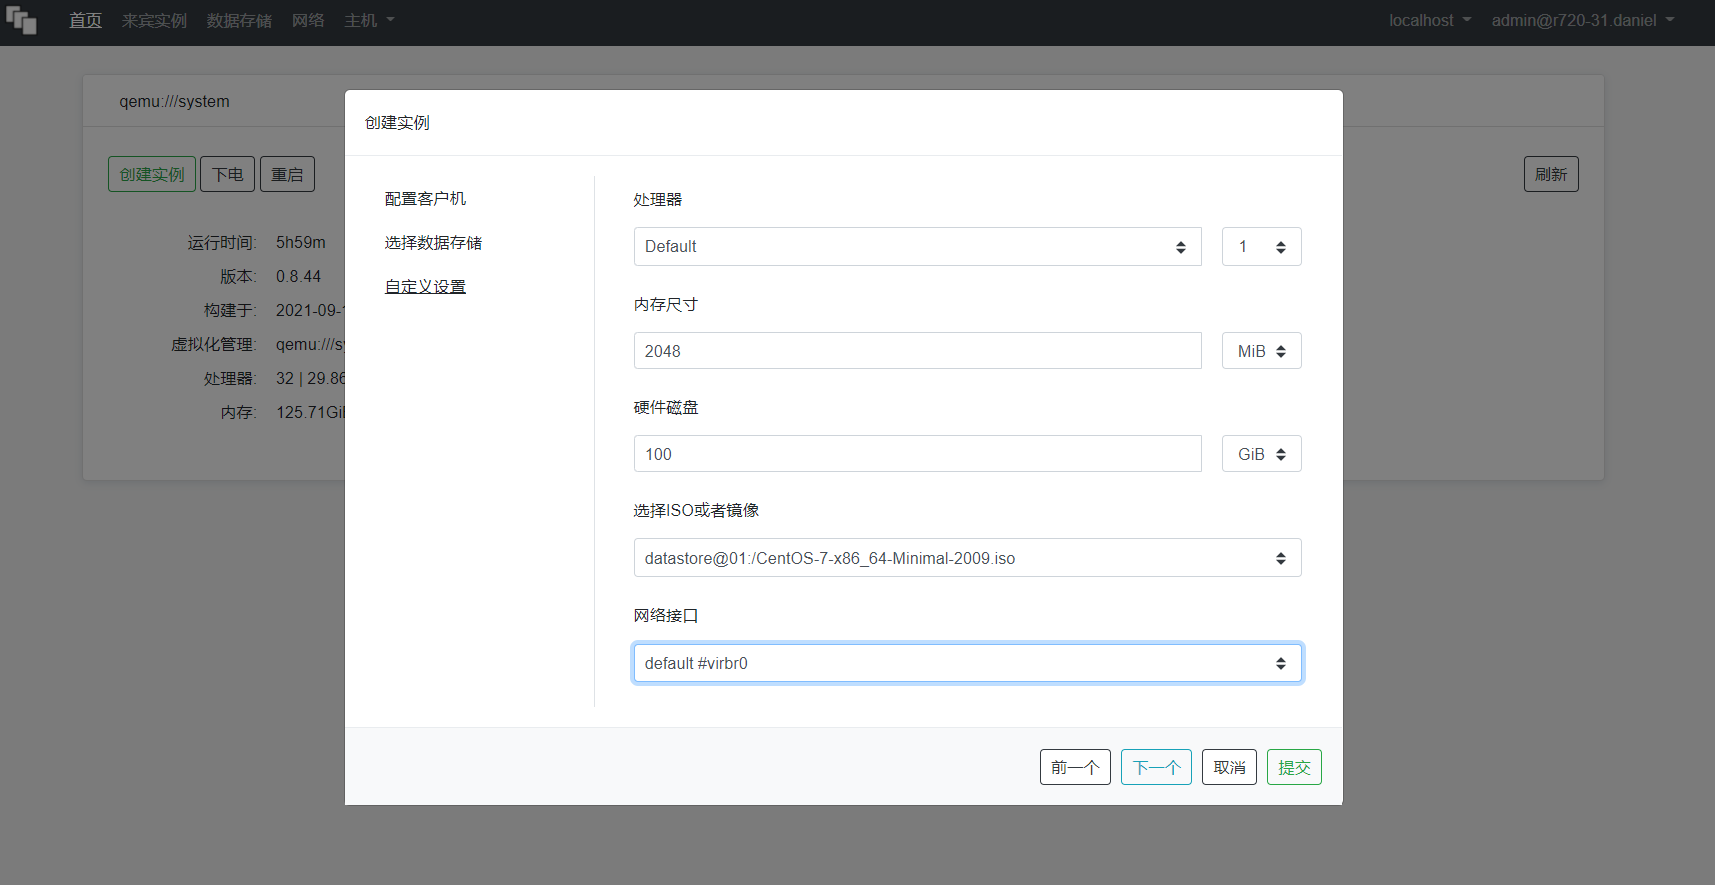 首页 来宾实例 数据存储 网络 主机 localhost admin@r720-31.daniel
qemu:///system
创建实例 下电 重启 刷新
运行时间: 5h59m
版本: 0.8.44
构建于: 2021-09-
虚拟化管理: qemu:///s
处理器: 32 | 29.86
内存: 125.71Gi
创建实例
配置客户机
选择数据存储
自定义设置
处理器
Default 1
内存尺寸
2048 MiB
硬件磁盘
100 GiB
选择ISO或者镜像
datastore@01:/CentOS-7-x86_64-Minimal-2009.iso
网络接口
default #virbr0
前一个 下一个 取消 提交